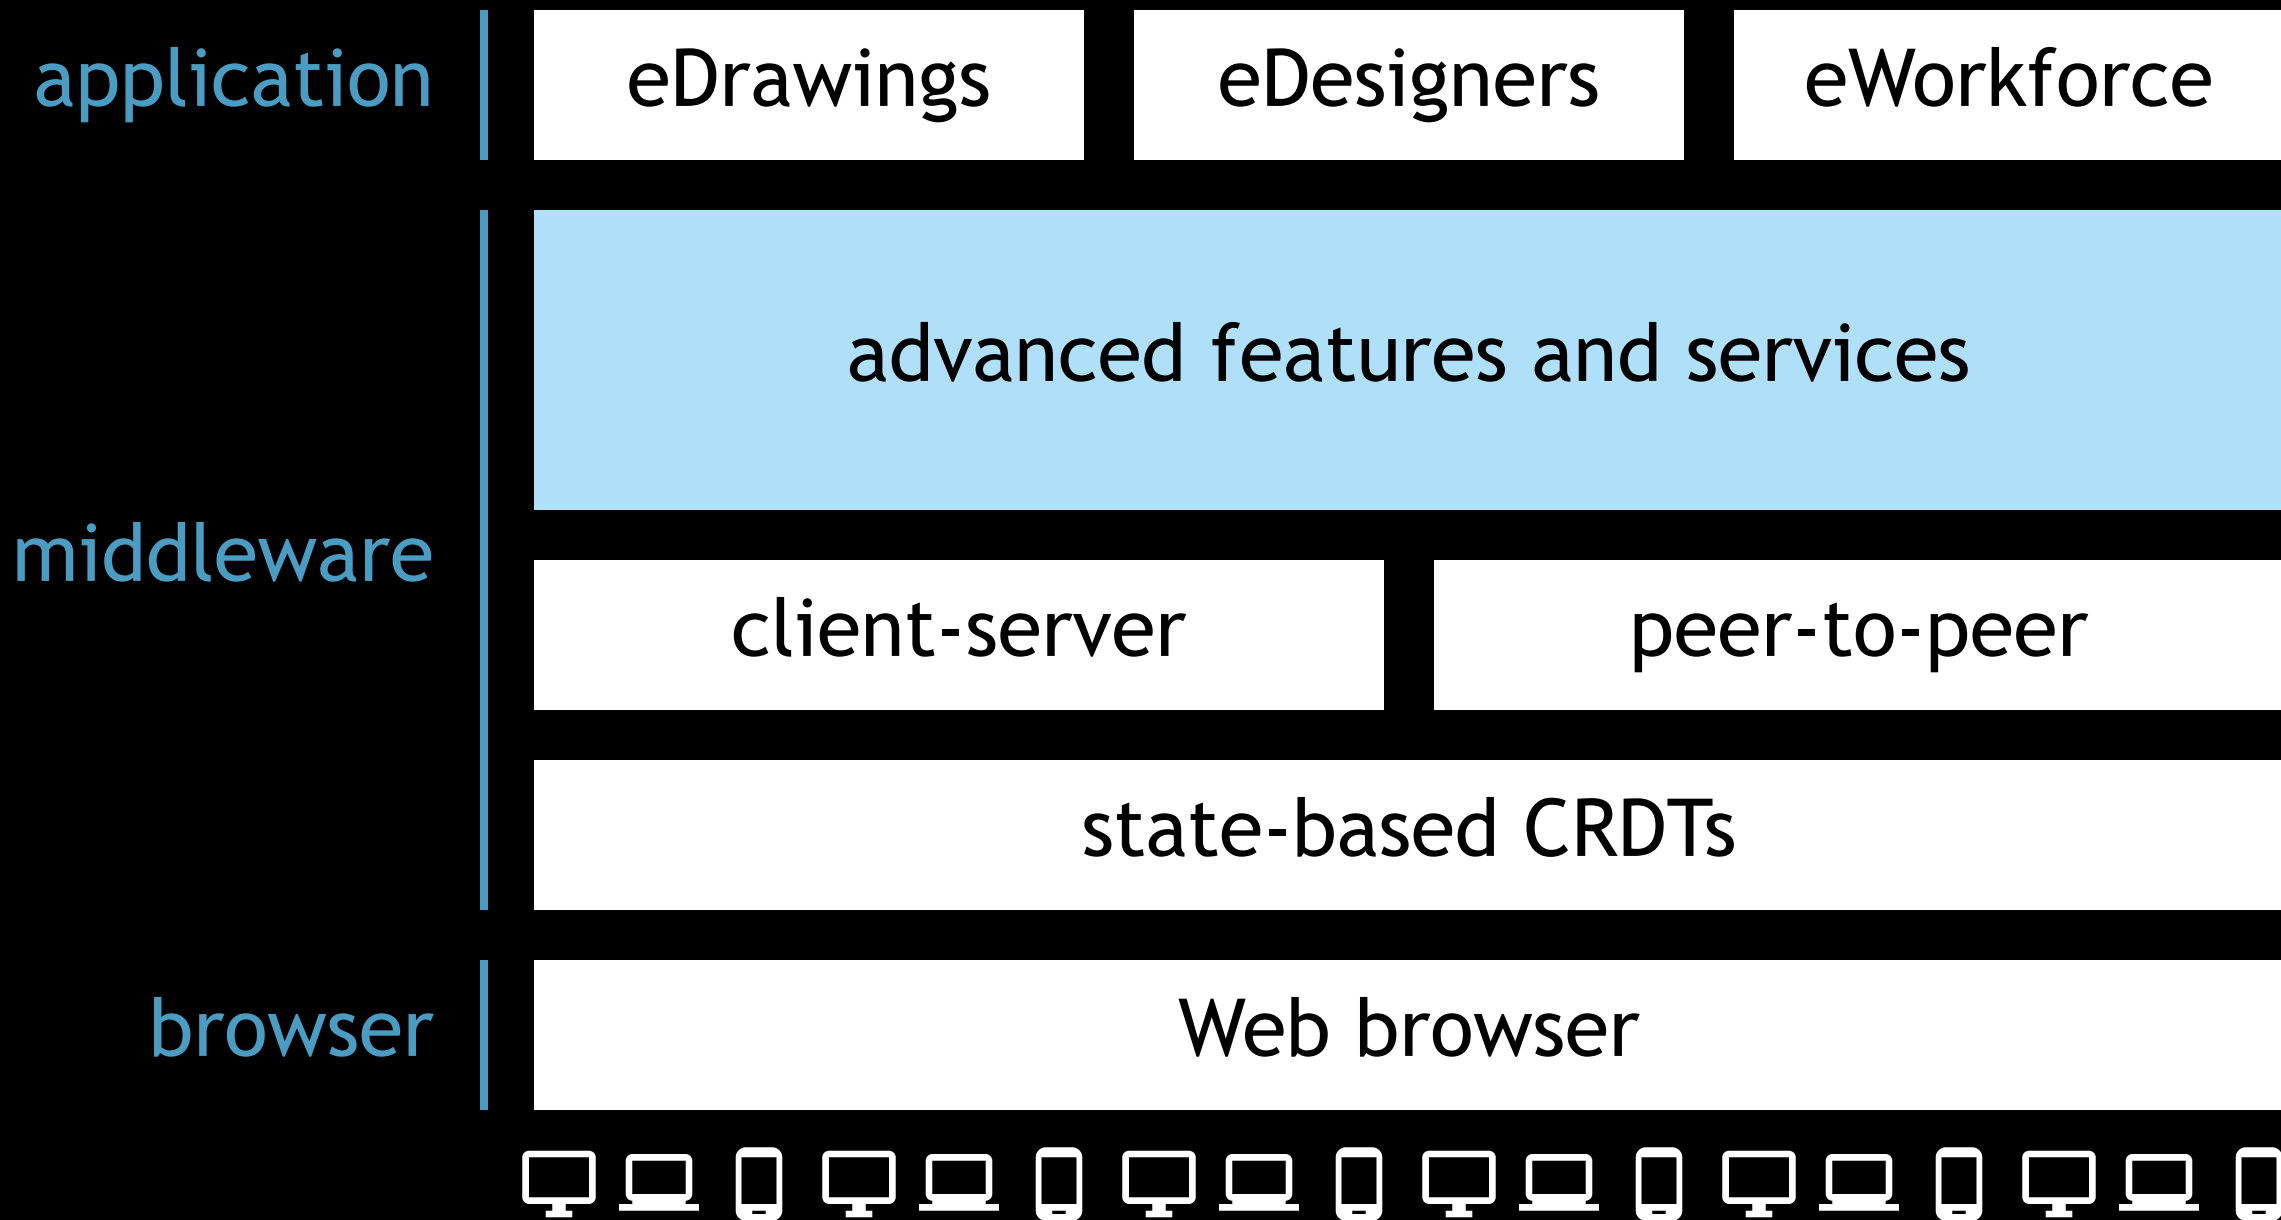 application
eDrawings
eDesigners
eWorkforce
advanced features and services
middleware
client-server
peer-to-peer
state-based CRDTs
browser
Web browser